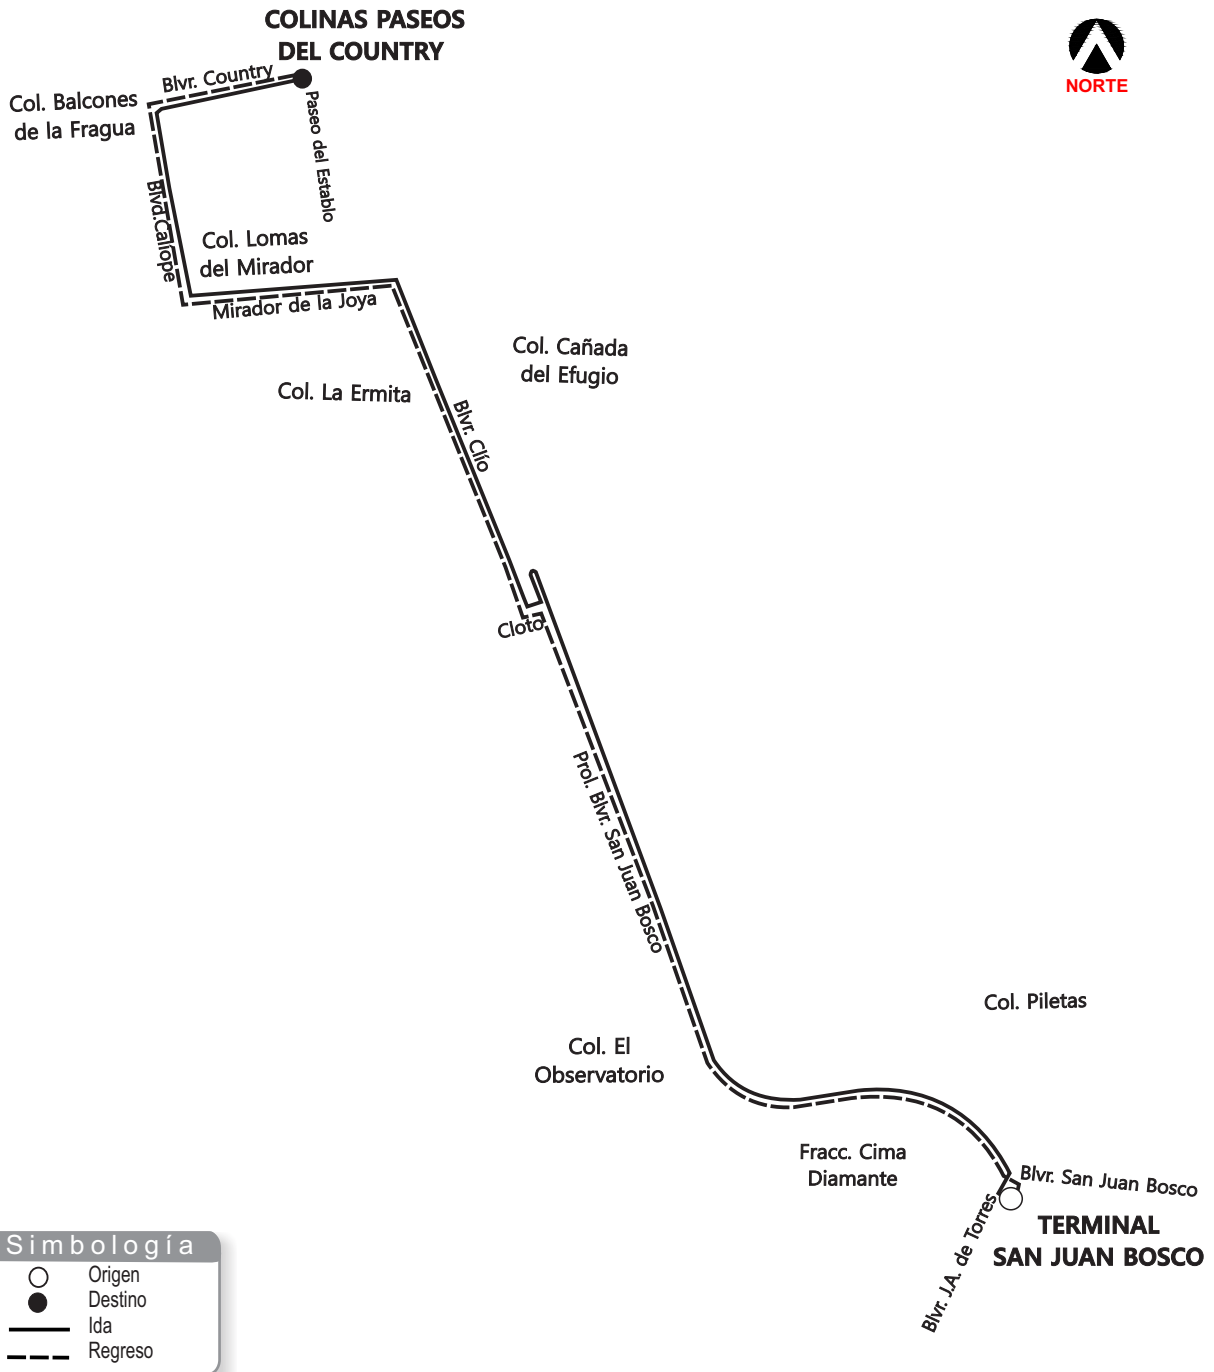 COLINAS PASEOS
DEL COUNTRY
NORTE
Blvr. Country
Col. Balcones
de la Fragua
Paseo del Establo
Blvd.Calíope
Col. Lomas
del Mirador
Mirador de la Joya
Col. Cañada
del Efugio
Col. La Ermita
Blvr. Clío
Cloto
Prol. Blvr. San Juan Bosco
Col. Piletas
Col. El
Observatorio
Fracc. Cima
Diamante
Blvr. San Juan Bosco
Blvr. J.A. de Torres
TERMINAL
SAN JUAN BOSCO
Simbología
Origen
Destino
Ida
Regreso